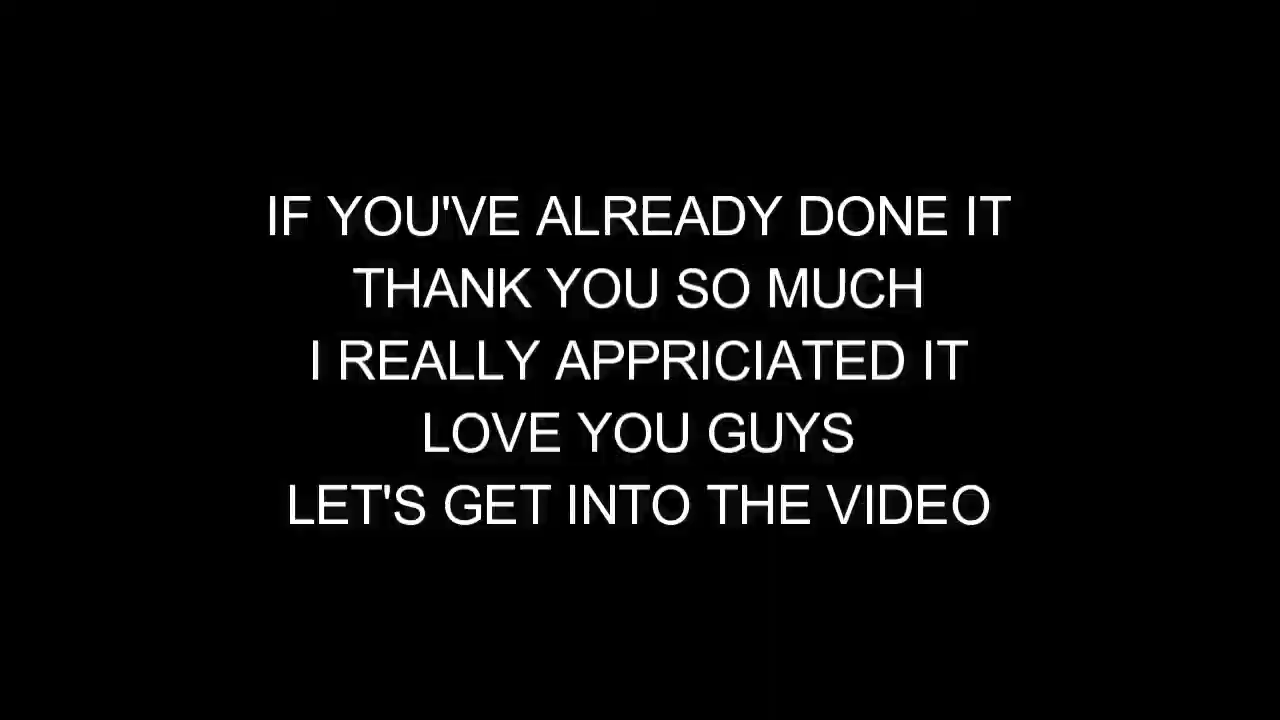 IF YOU'VE ALREADY DONE IT
THANK YOU SO MUCH
I REALLY APPRICIATED IT
LOVE YOU GUYS
LET'S GET INTO THE VIDEO